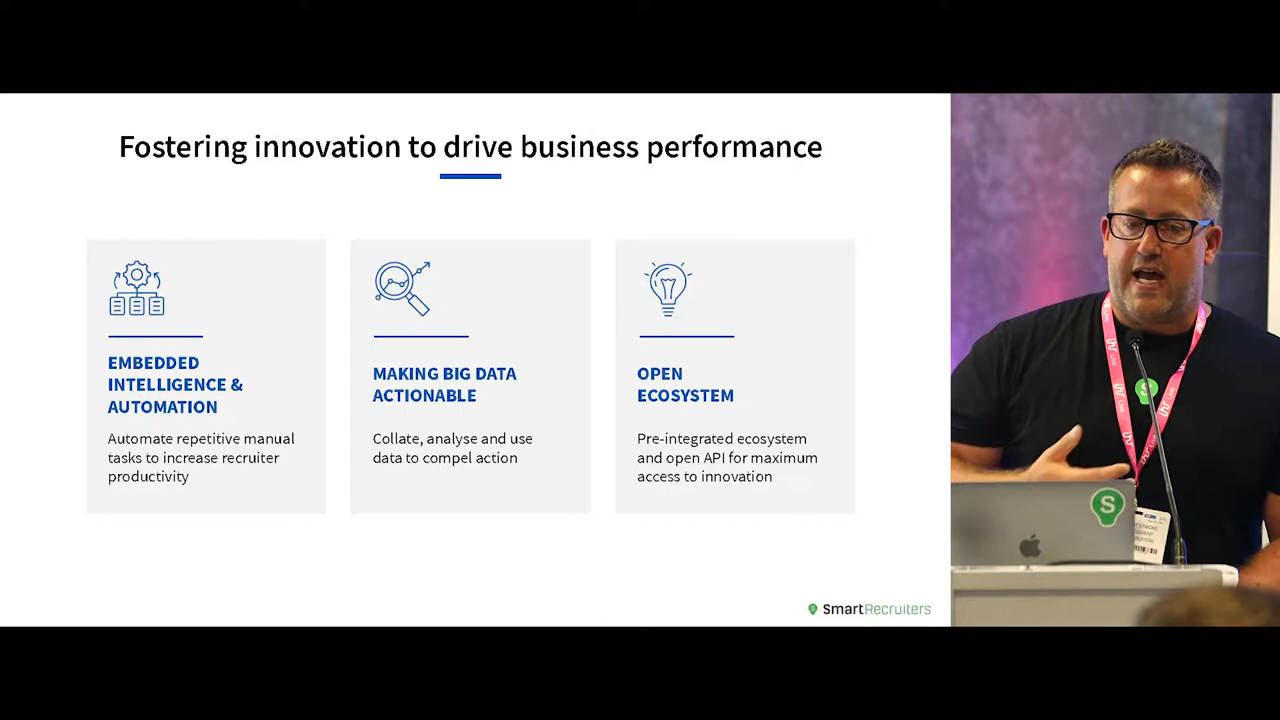 Fostering innovation to drive business performance
EMBEDDED
INTELLIGENCE &
AUTOMATION
Automate repetitive manual
tasks to increase recruiter
productivity
MAKING BIG DATA
ACTIONABLE
Collate, analyse and use
data to compel action
OPEN
ECOSYSTEM
Pre-integrated ecosystem
and open API for maximum
access to innovation
SmartRecruiters
S